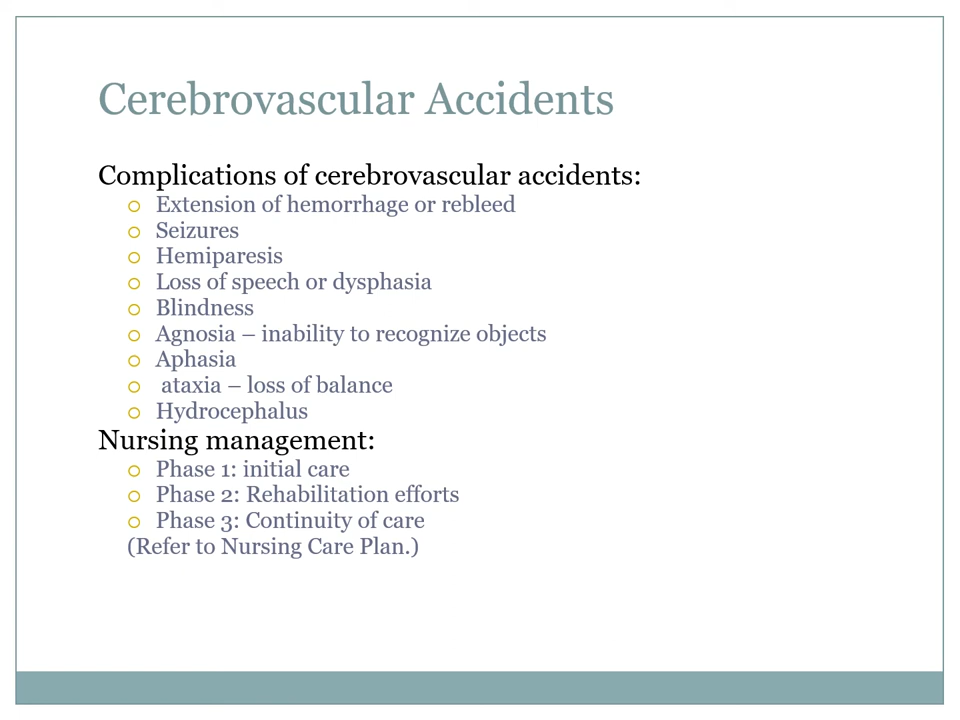 Cerebrovascular Accidents
Complications of cerebrovascular accidents:
Extension of hemorrhage or rebleed
Seizures
Hemiparesis
Loss of speech or dysphasia
Blindness
Agnosia – inability to recognize objects
Aphasia
ataxia – loss of balance
Hydrocephalus
Nursing management:
Phase 1: initial care
Phase 2: Rehabilitation efforts
Phase 3: Continuity of care
(Refer to Nursing Care Plan.)